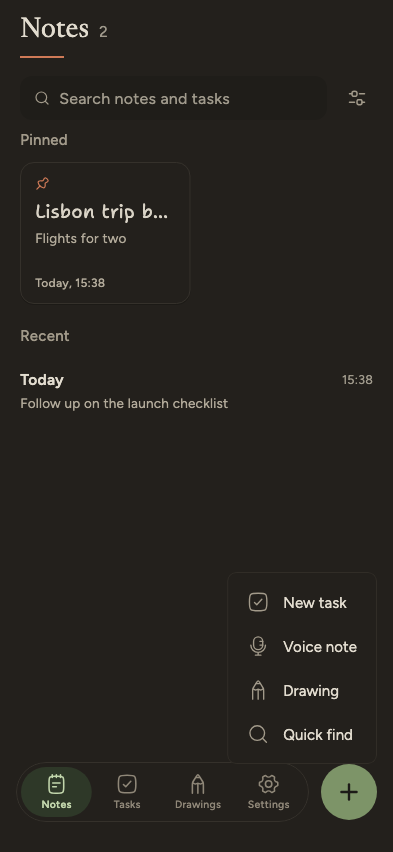 Notes 2
Search notes and tasks
Pinned
Lisbon trip b...
Flights for two
Today, 15:38
Recent
Today 15:38
Follow up on the launch checklist
New task
Voice note
Drawing
Quick find
Notes Tasks Drawings Settings